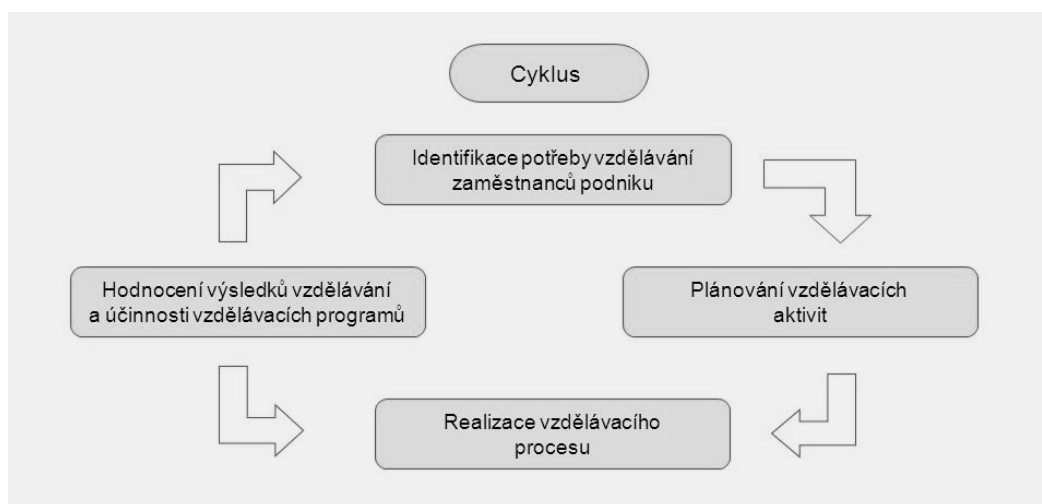 Cyklus
Identifikace potřeby vzdělávání
zaměstnanců podniku
Hodnocení výsledků vzdělávání
a účinnosti vzdělávacích programů
Plánování vzdělávacích
aktivit
Realizace vzdělávacího
procesu